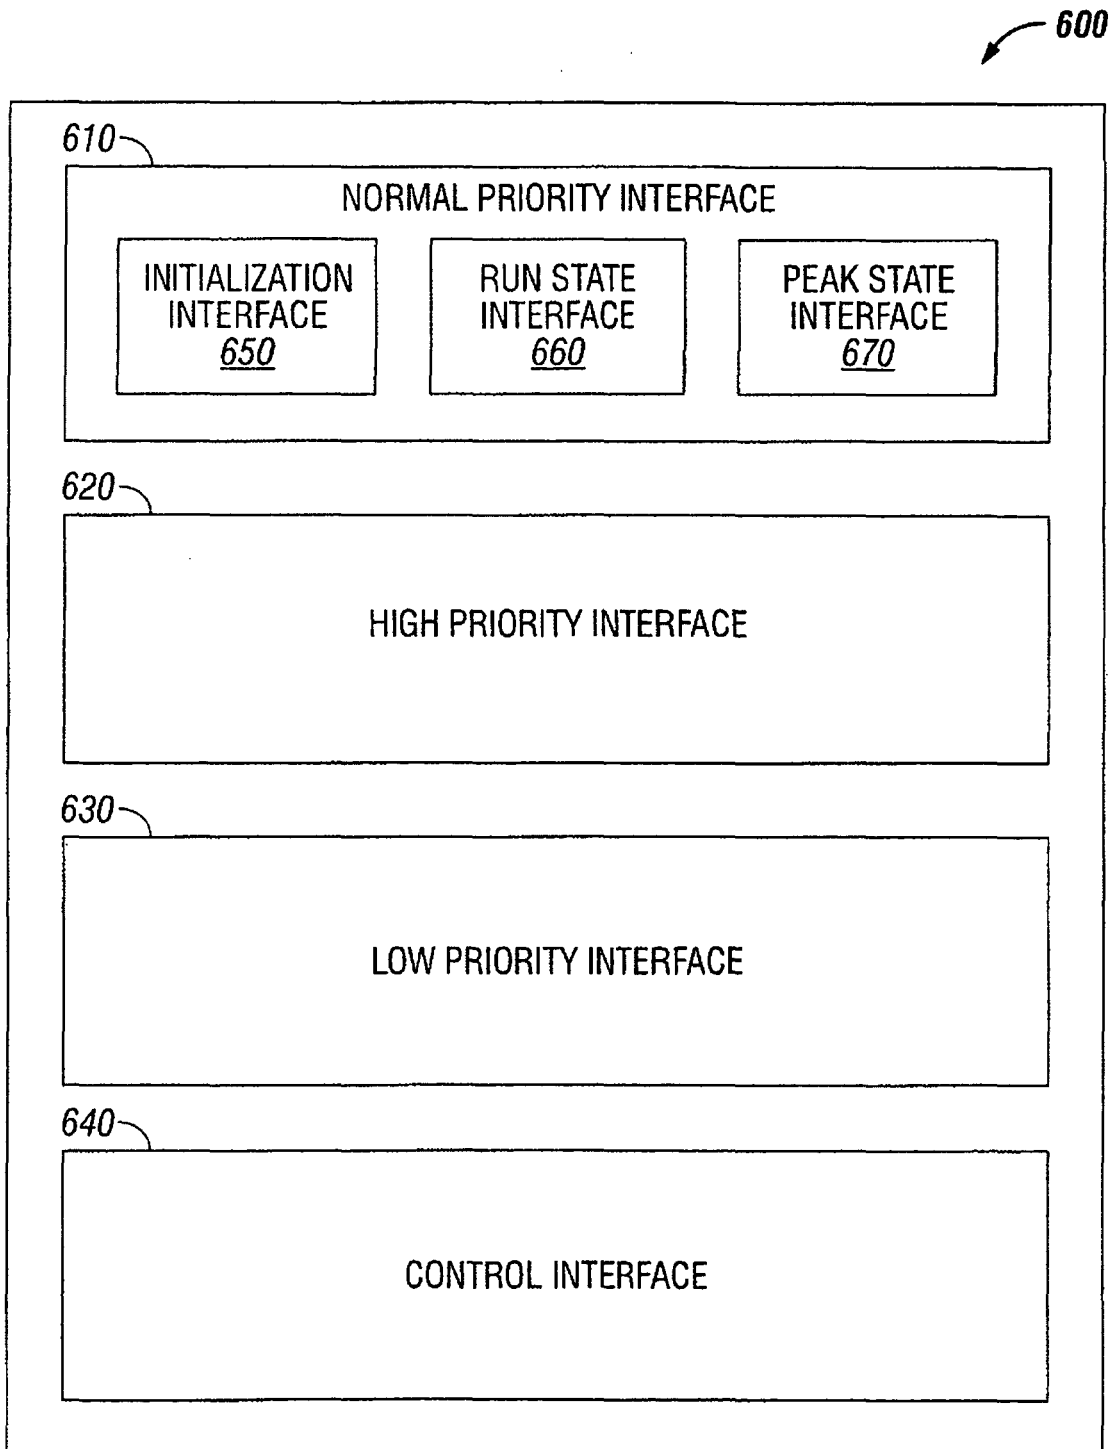 600
610
NORMAL PRIORITY INTERFACE
INITIALIZATION
INTERFACE
650
RUN STATE
INTERFACE
660
PEAK STATE
INTERFACE
670
620
HIGH PRIORITY INTERFACE
630
LOW PRIORITY INTERFACE
640
CONTROL INTERFACE